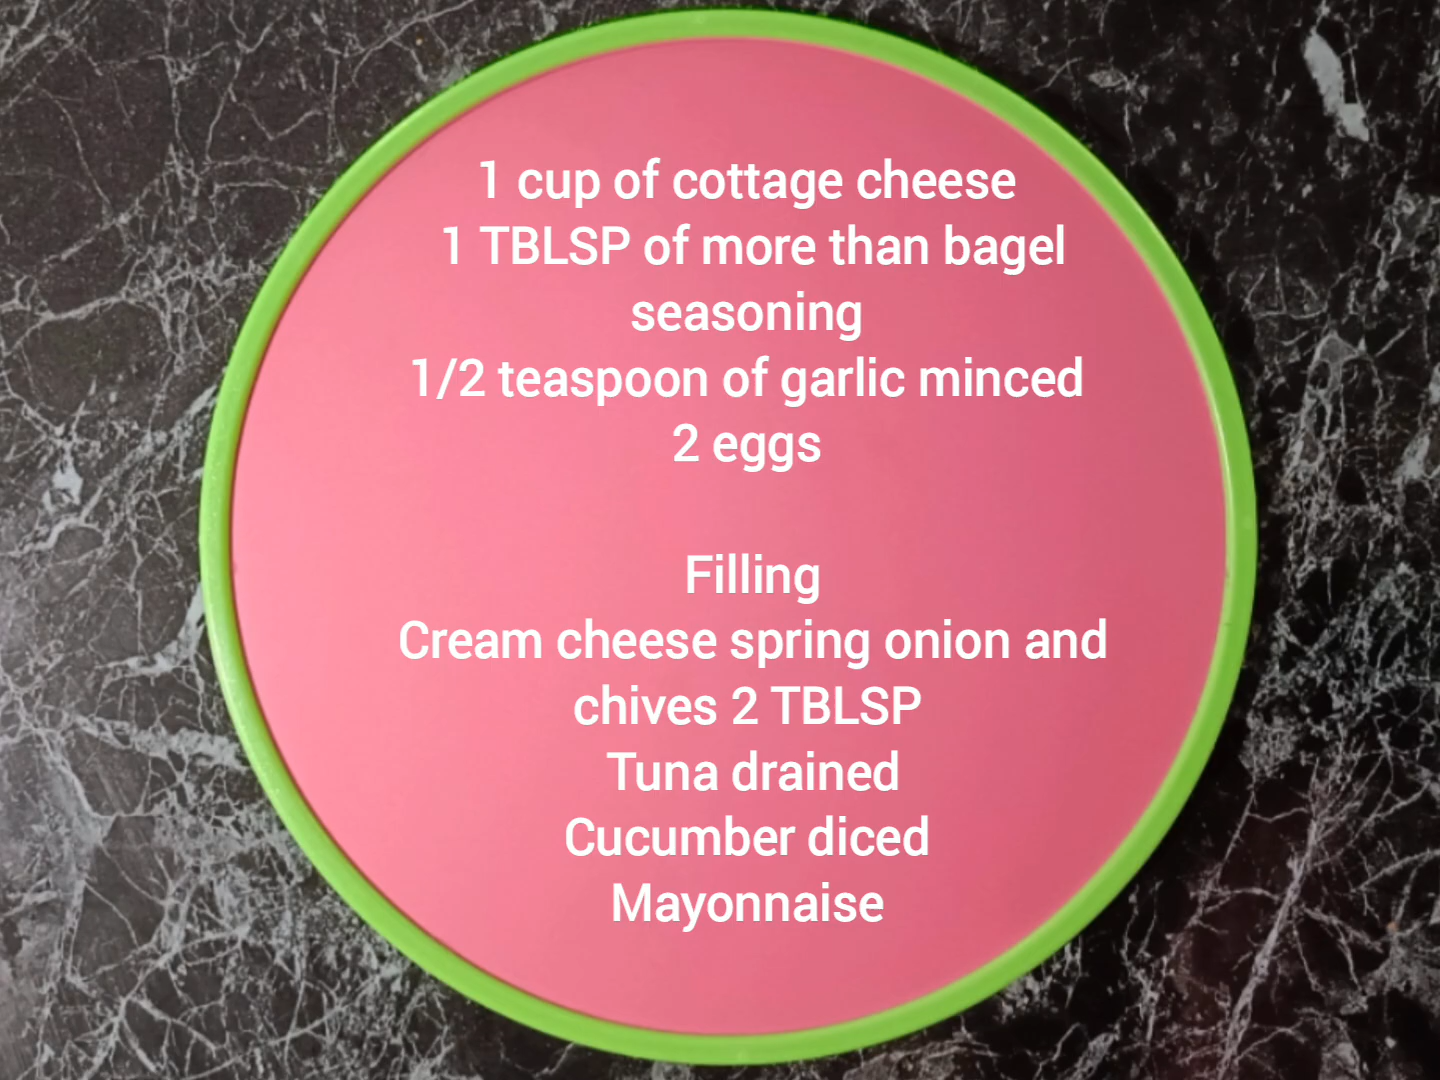 1 cup of cottage cheese
1 TBLSP of more than bagel
seasoning
1/2 teaspoon of garlic minced
2 eggs
Filling
Cream cheese spring onion and
chives 2 TBLSP
Tuna drained
Cucumber diced
Mayonnaise